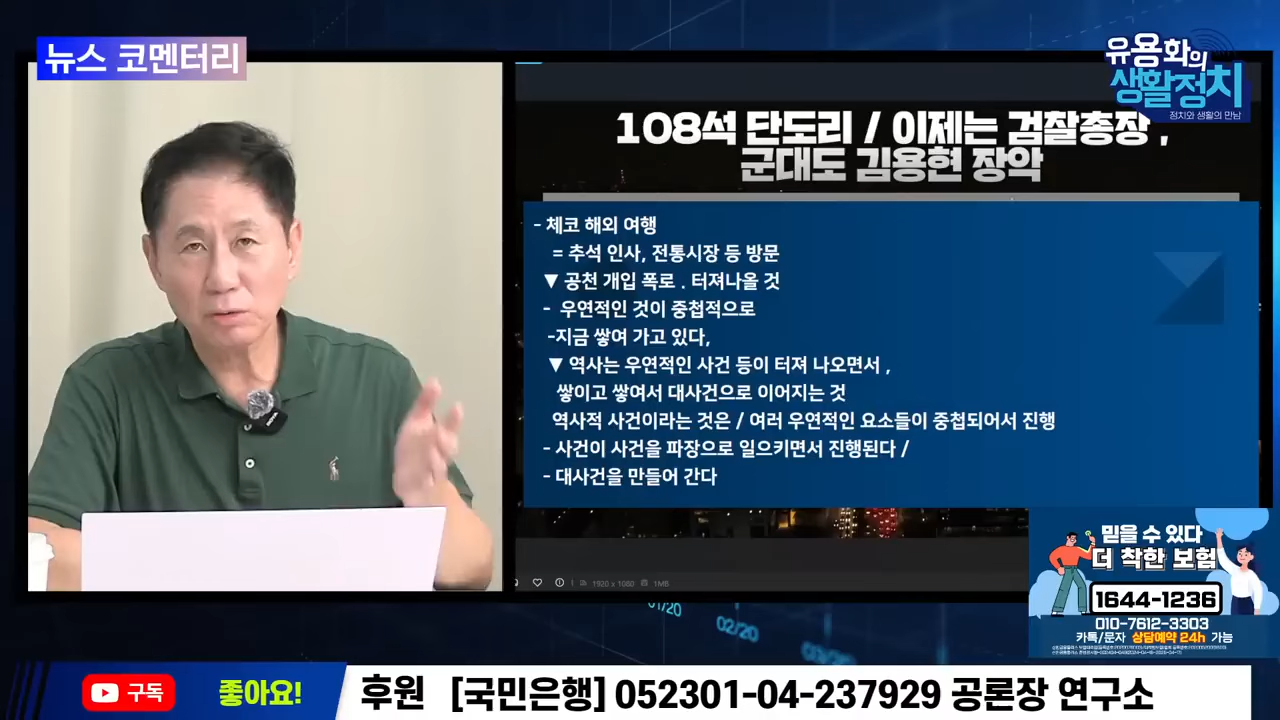 뉴스 코멘터리
유용화의
생활정치
정치와 생활의 만남
108석 단도리 / 이제는 검찰총장 ,
군대도 김용현 장악
- 체코 해외 여행
= 추석 인사, 전통시장 등 방문
▼ 공천 개입 폭로 . 터져나올 것
- 우연적인 것이 중첩적으로
-지금 쌓여 가고 있다,
▼ 역사는 우연적인 사건 등이 터져 나오면서 ,
쌓이고 쌓여서 대사건으로 이어지는 것
역사적 사건이라는 것은 / 여러 우연적인 요소들이 중첩되어서 진행
- 사건이 사건을 파장으로 일으키면서 진행된다 /
- 대사건을 만들어 간다
1920 x 1080 1MB
01/20
02/20
믿을 수 있다
더 착한 보험
1644-1236
010-7612-3303
카톡/문자 상담예약 24h 가능
구독
좋아요!
후원 [국민은행] 052301-04-237929 공론장 연구소